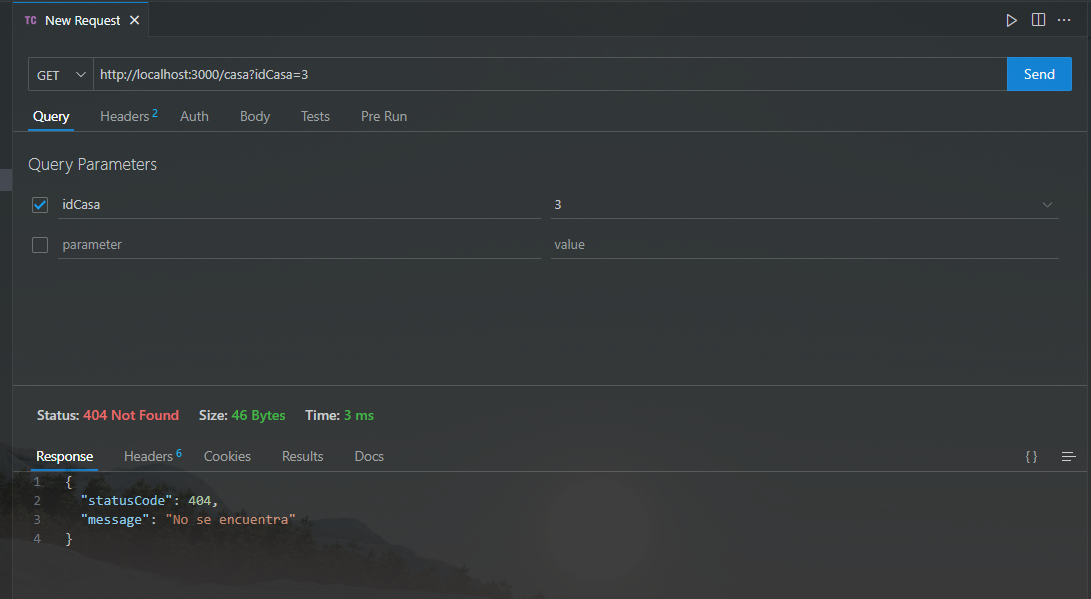 TC New Request
GET http://localhost:3000/casa?idCasa=3 Send
Query Headers 2 Auth Body Tests Pre Run
Query Parameters
idCasa 3
parameter value
Status: 404 Not Found Size: 46 Bytes Time: 3 ms
Response Headers 6 Cookies Results Docs { }
1 {
2 "statusCode": 404,
3 "message": "No se encuentra"
4 }